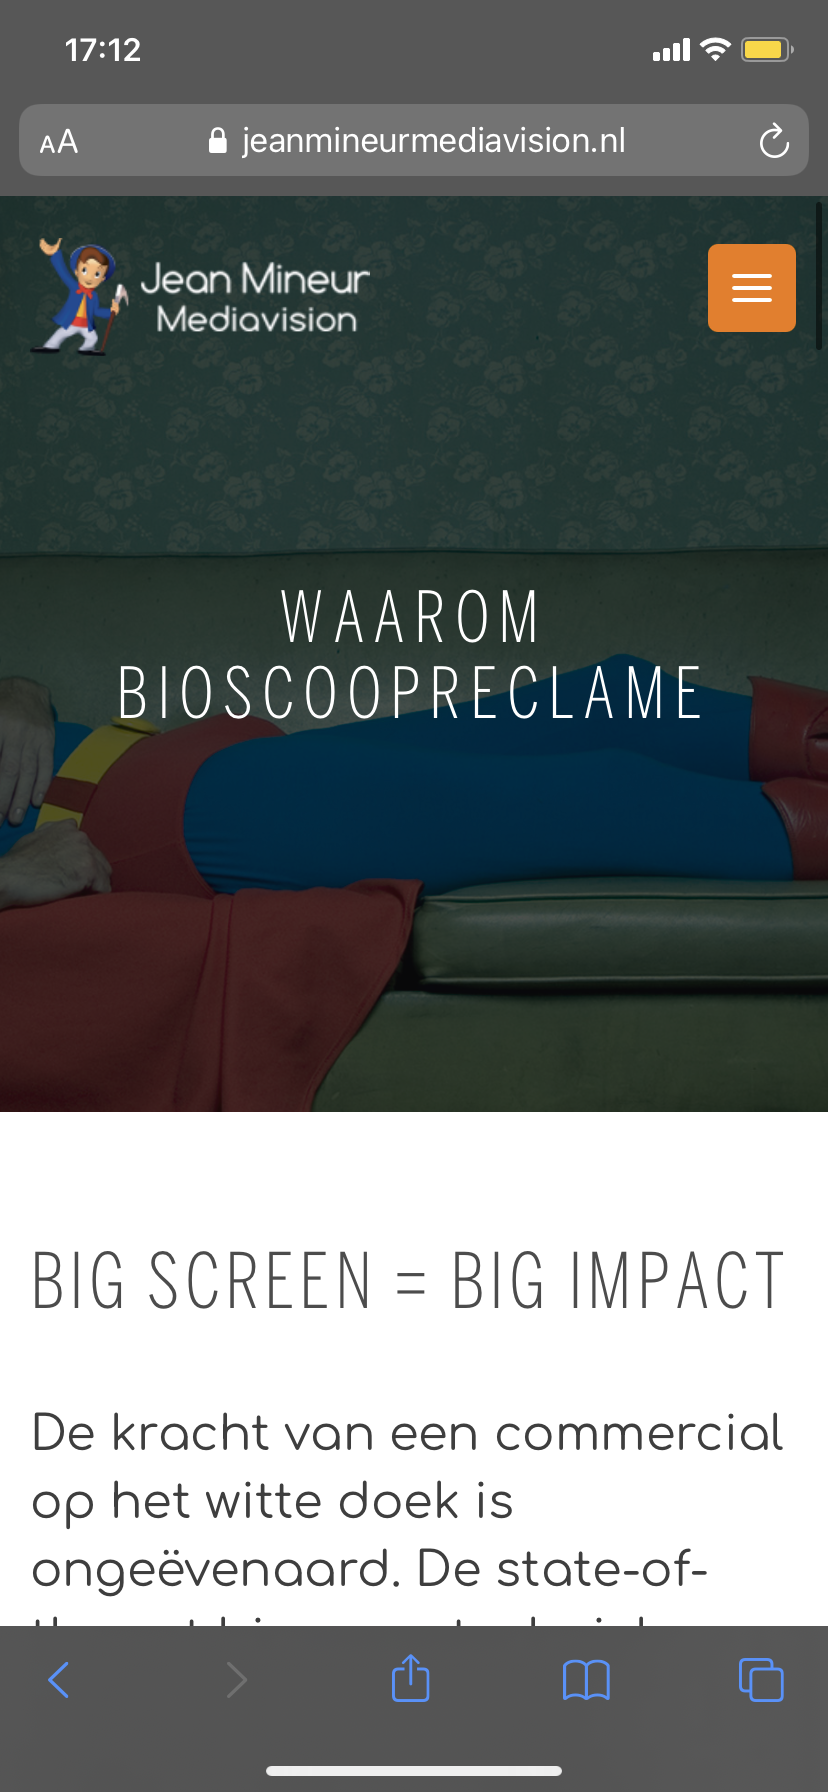 17:12
AA jeanmineurmediavision.nl
Jean Mineur
Mediavision
WAAROM
BIOSCOOPRECLAME
BIG SCREEN = BIG IMPACT
De kracht van een commercial
op het witte doek is
ongeëvenaard. De state-of-